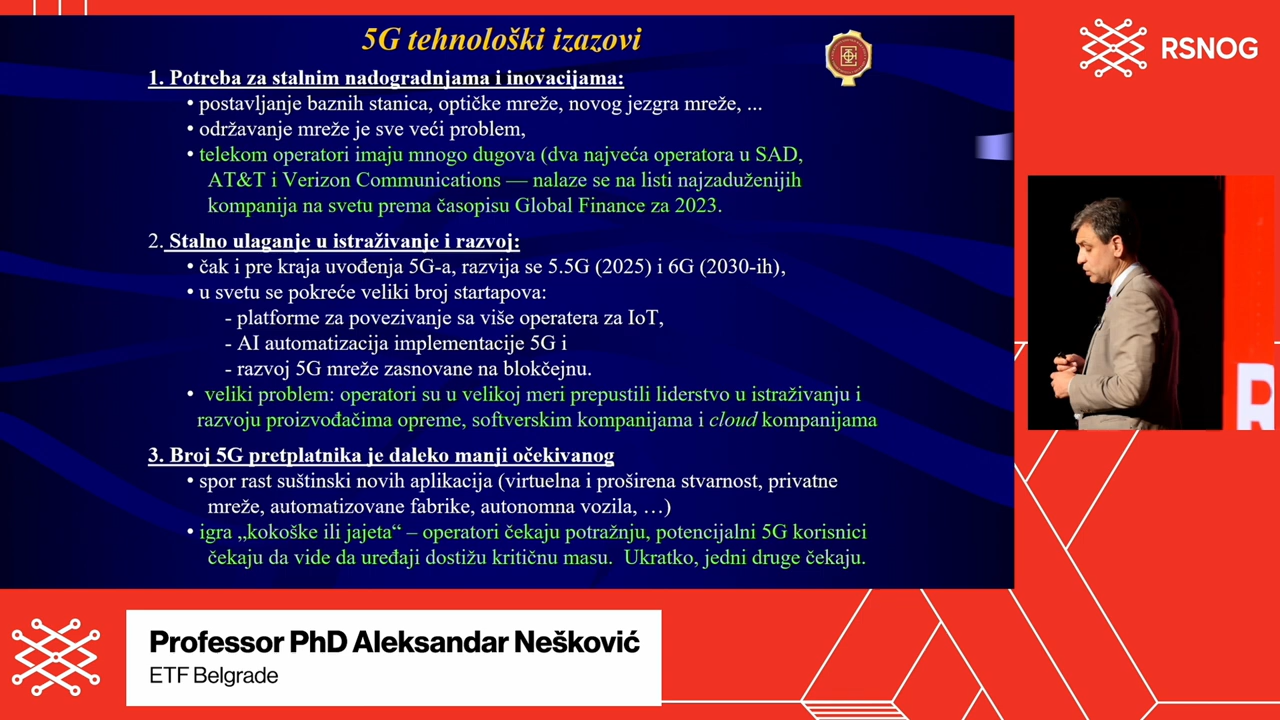 5G tehnološki izazovi
1. Potreba za stalnim nadogradnjama i inovacijama:
• postavljanje baznih stanica, optičke mreže, novog jezgra mreže, ...
• održavanje mreže je sve veći problem,
• telekom operatori imaju mnogo dugova (dva najveća operatora u SAD,
AT&T i Verizon Communications — nalaze se na listi najzaduženijih
kompanija na svetu prema časopisu Global Finance za 2023.
2. Stalno ulaganje u istraživanje i razvoj:
• čak i pre kraja uvođenja 5G-a, razvija se 5.5G (2025) i 6G (2030-ih),
• u svetu se pokreće veliki broj startapova:
- platforme za povezivanje sa više operatera za IoT,
- AI automatizacija implementacije 5G i
- razvoj 5G mreže zasnovane na blokčejnu.
• veliki problem: operatori su u velikoj meri prepustili liderstvo u istraživanju i
razvoju proizvođačima opreme, softverskim kompanijama i cloud kompanijama
3. Broj 5G pretplatnika je daleko manji očekivanog
• spor rast suštinski novih aplikacija (virtuelna i proširena stvarnost, privatne
mreže, automatizovane fabrike, autonomna vozila, …)
• igra „kokoške ili jajeta“ – operatori čekaju potražnju, potencijalni 5G korisnici
čekaju da vide da uređaji dostižu kritičnu masu. Ukratko, jedni druge čekaju.
RSNOG
R
Professor PhD Aleksandar Nešković
ETF Belgrade